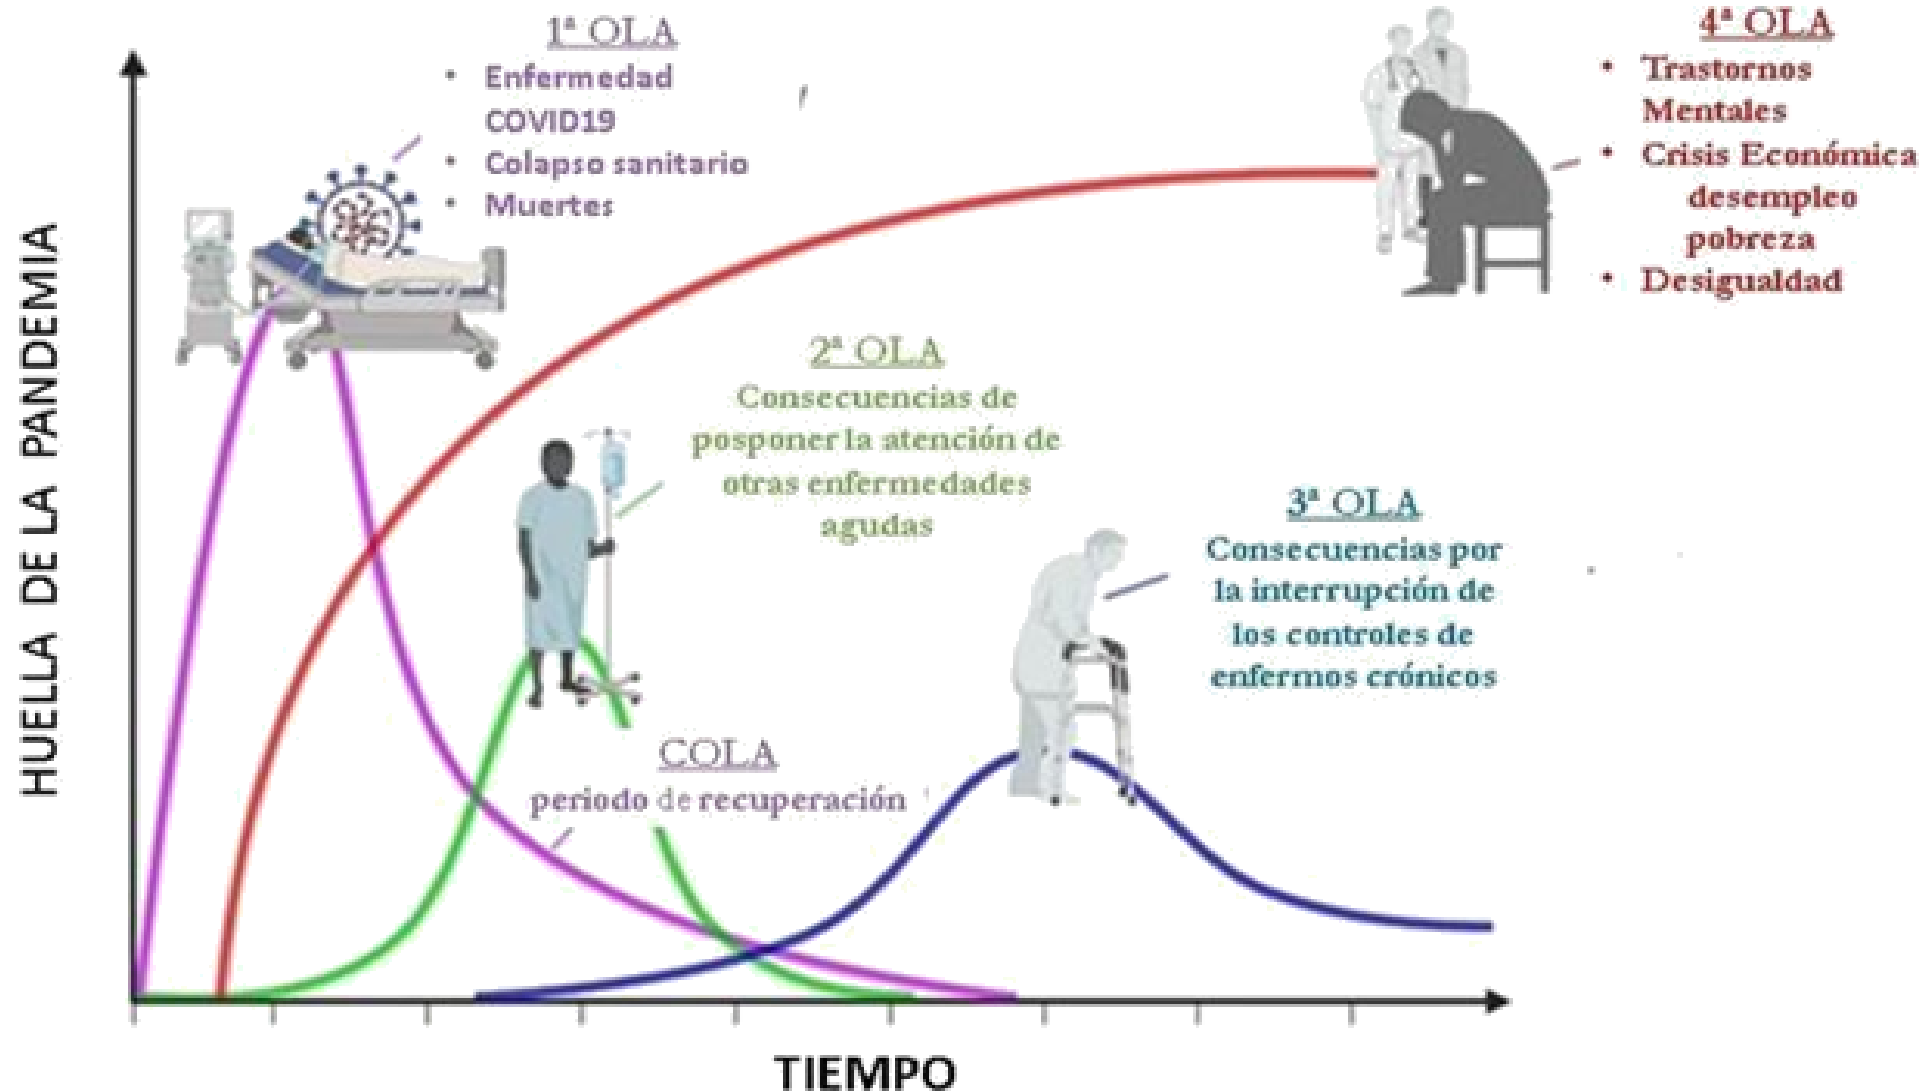 1ª OLA
• Enfermedad
COVID19
• Colapso sanitario
• Muertes
4ª OLA
• Trastornos
Mentales
• Crisis Económica
desempleo
pobreza
• Desigualdad
2ª OLA
Consecuencias de
posponer la atención de
otras enfermedades
agudas
3ª OLA
Consecuencias por
la interrupción de
los controles de
enfermos crónicos
COLA
periodo de recuperación
HUELLA DE LA PANDEMIA
TIEMPO